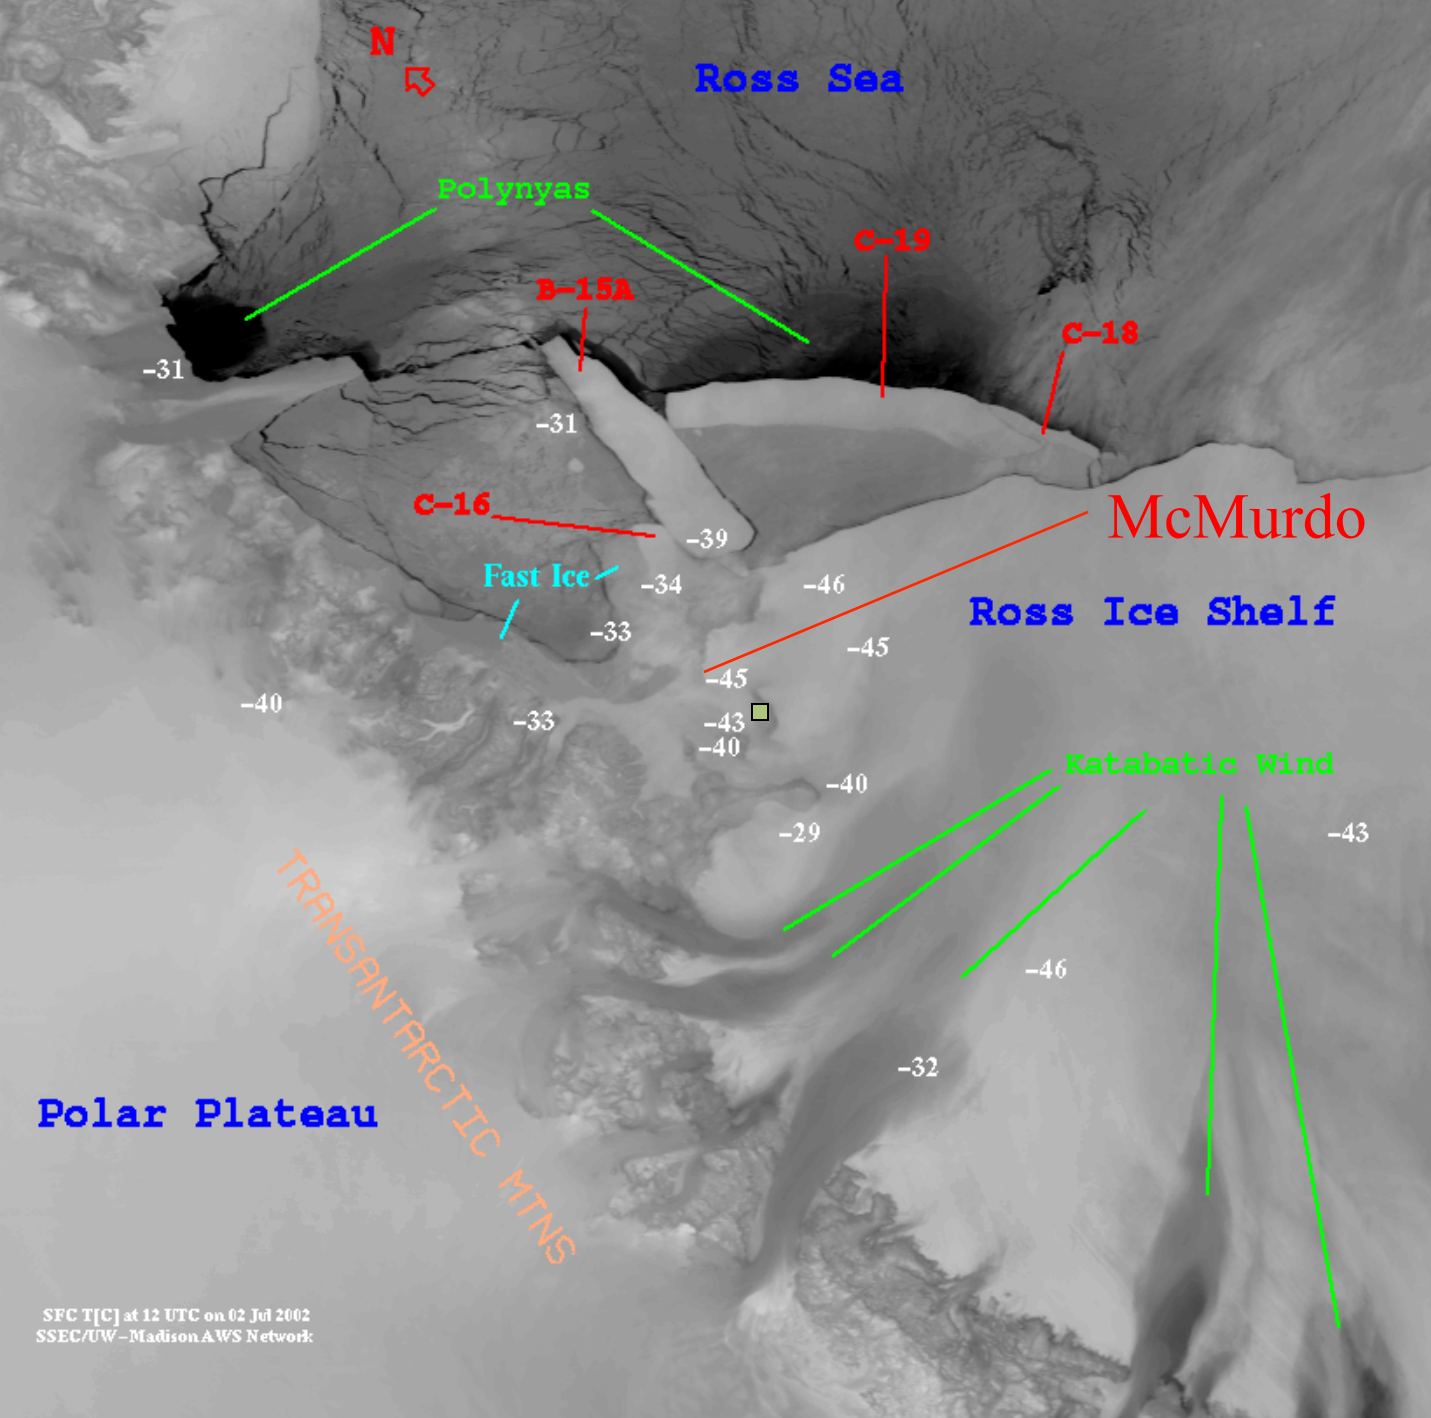 N
Ross Sea
Polynyas
C-19
B-15A
C-18
-31
-31
C-16
McMurdo
-39
Fast Ice
-34
-46
Ross Ice Shelf
-33
-45
-45
-40
-33
-43
-40
Katabatic Wind
-40
-29
-43
TRANSANTARCTIC MTNS
-46
-32
Polar Plateau
SFC T[C] at 12 UTC on 02 Jul 2002
SSEC/UW-Madison AWS Network